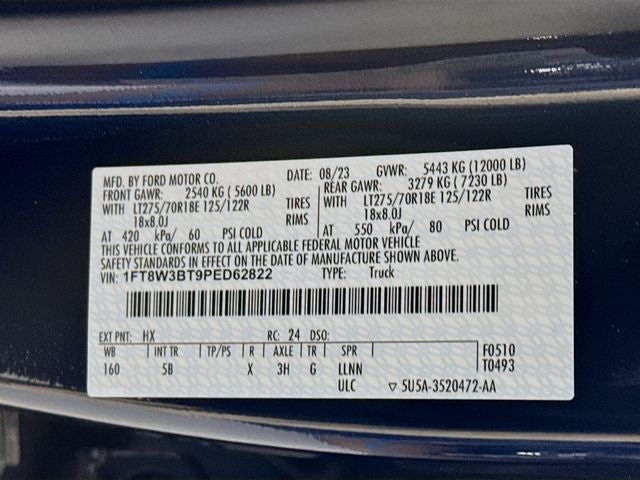 MFD. BY FORD MOTOR CO. DATE: 08/23 GVWR: 5443 KG (12000 LB)
FRONT GAWR: 2540 KG ( 5600 LB) REAR GAWR: 3279 KG ( 7230 LB)
WITH LT275/70R18E 125/122R TIRES WITH LT275/70R18E 125/122R TIRES
18x8.0J RIMS 18x8.0J RIMS
AT 420 kPa/ 60 PSI COLD AT 550 kPa/ 80 PSI COLD
THIS VEHICLE CONFORMS TO ALL APPLICABLE FEDERAL MOTOR VEHICLE
SAFETY STANDARDS IN EFFECT ON THE DATE OF MANUFACTURE SHOWN ABOVE.
VIN: 1FT8W3BT9PED62822 TYPE: Truck
EXT PNT: HX RC: 24 DSO:
WB INT TR TP/PS R AXLE TR SPR F0510
160 5B X 3H G LLNN T0493
ULC ▽ 5U5A-3520472-AA